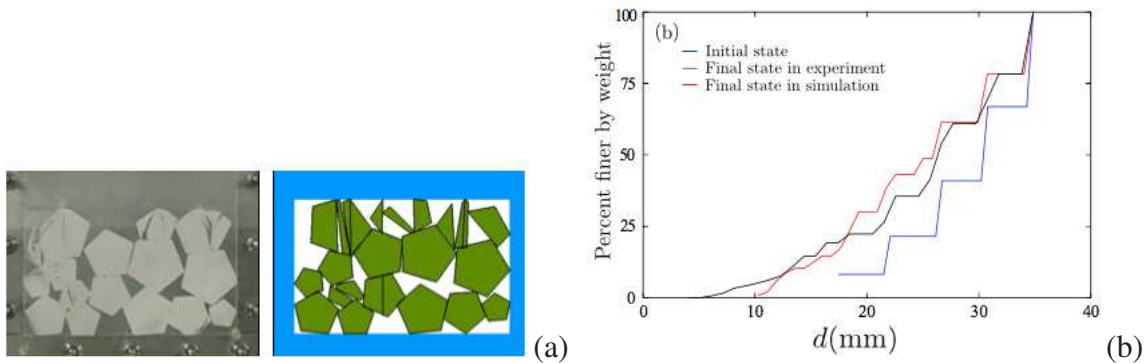 (a)
100
75
50
25
0
Percent finer by weight
(b)
Initial state
Final state in experiment
Final state in simulation
0
10
20
30
40
d(mm)
(b)